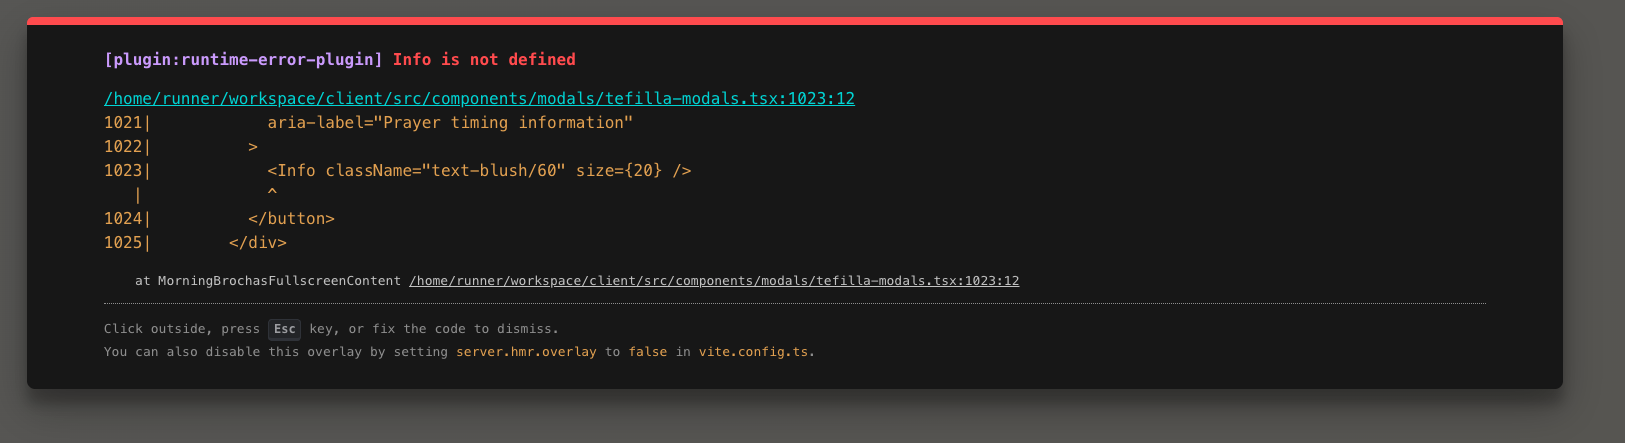 [plugin:runtime-error-plugin] Info is not defined
/home/runner/workspace/client/src/components/modals/tefilla-modals.tsx:1023:12
1021|            aria-label="Prayer timing information"
1022|          >
1023|            <Info className="text-blush/60" size={20} />
   |            ^
1024|          </button>
1025|        </div>
at MorningBrochasFullscreenContent /home/runner/workspace/client/src/components/modals/tefilla-modals.tsx:1023:12
Click outside, press Esc key, or fix the code to dismiss.
You can also disable this overlay by setting server.hmr.overlay to false in vite.config.ts.